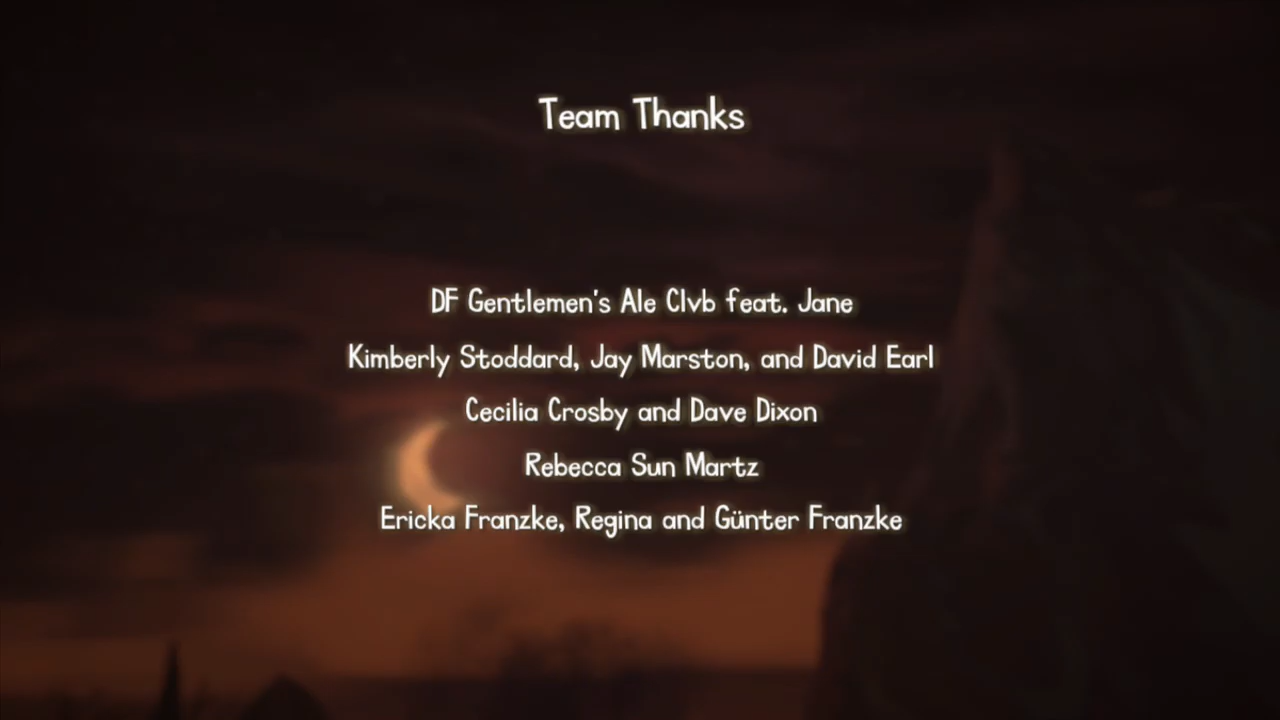 Team Thanks
DF Gentlemen's Ale Clvb feat. Jane
Kimberly Stoddard, Jay Marston, and David Earl
Cecilia Crosby and Dave Dixon
Rebecca Sun Martz
Ericka Franzke, Regina and Günter Franzke